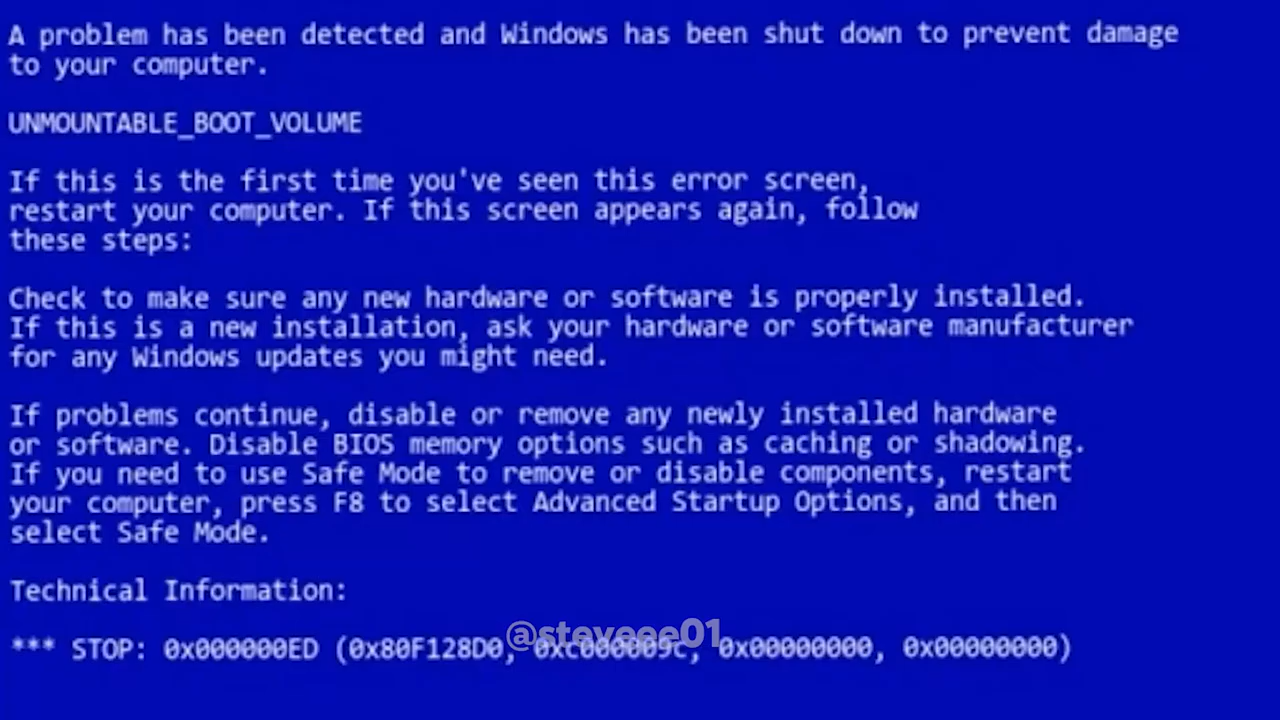 A problem has been detected and Windows has been shut down to prevent damage
to your computer.
UNMOUNTABLE_BOOT_VOLUME
If this is the first time you've seen this error screen,
restart your computer. If this screen appears again, follow
these steps:
Check to make sure any new hardware or software is properly installed.
If this is a new installation, ask your hardware or software manufacturer
for any Windows updates you might need.
If problems continue, disable or remove any newly installed hardware
or software. Disable BIOS memory options such as caching or shadowing.
If you need to use Safe Mode to remove or disable components, restart
your computer, press F8 to select Advanced Startup Options, and then
select Safe Mode.
Technical Information:
@steveee01
*** STOP: 0x000000ED (0x80F128D0, 0xc000009c, 0x00000000, 0x00000000)